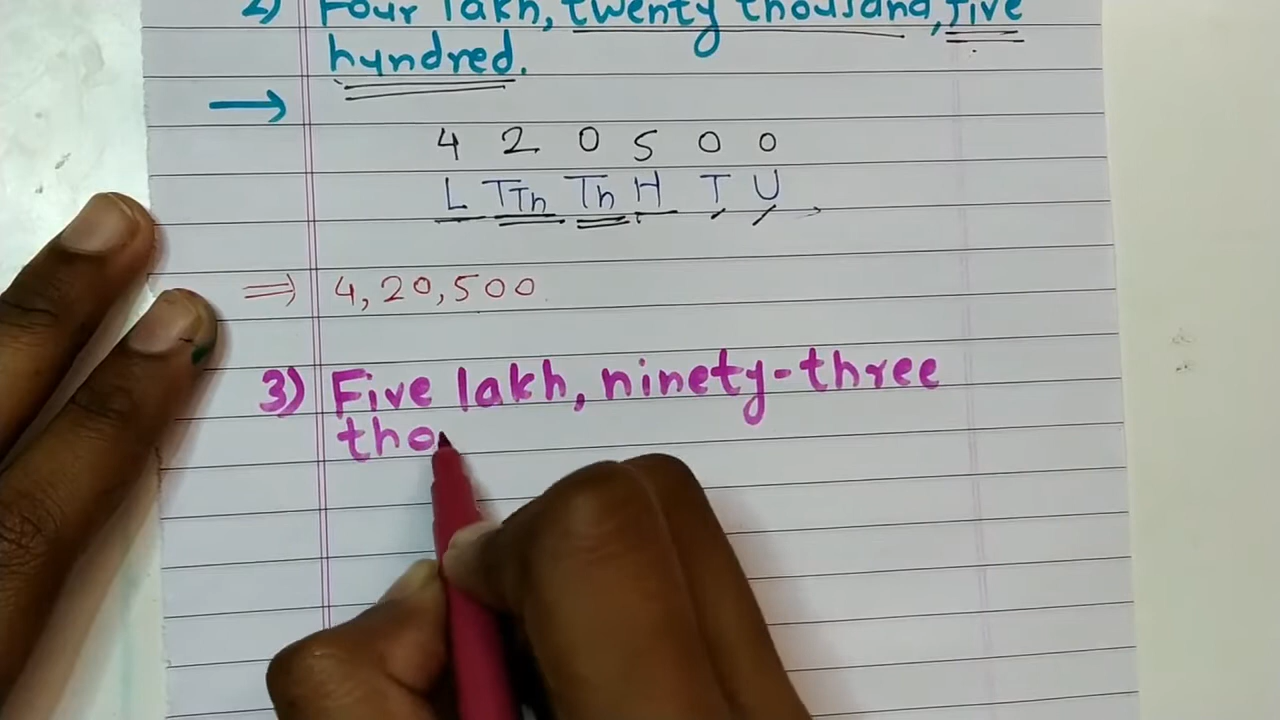 2) Four lakh, twenty thousand, five
hundred.
4 2 0 5 0 0
L TTh Th H T U
⇒ 4,20,500
3) Five lakh, ninety-three
tho